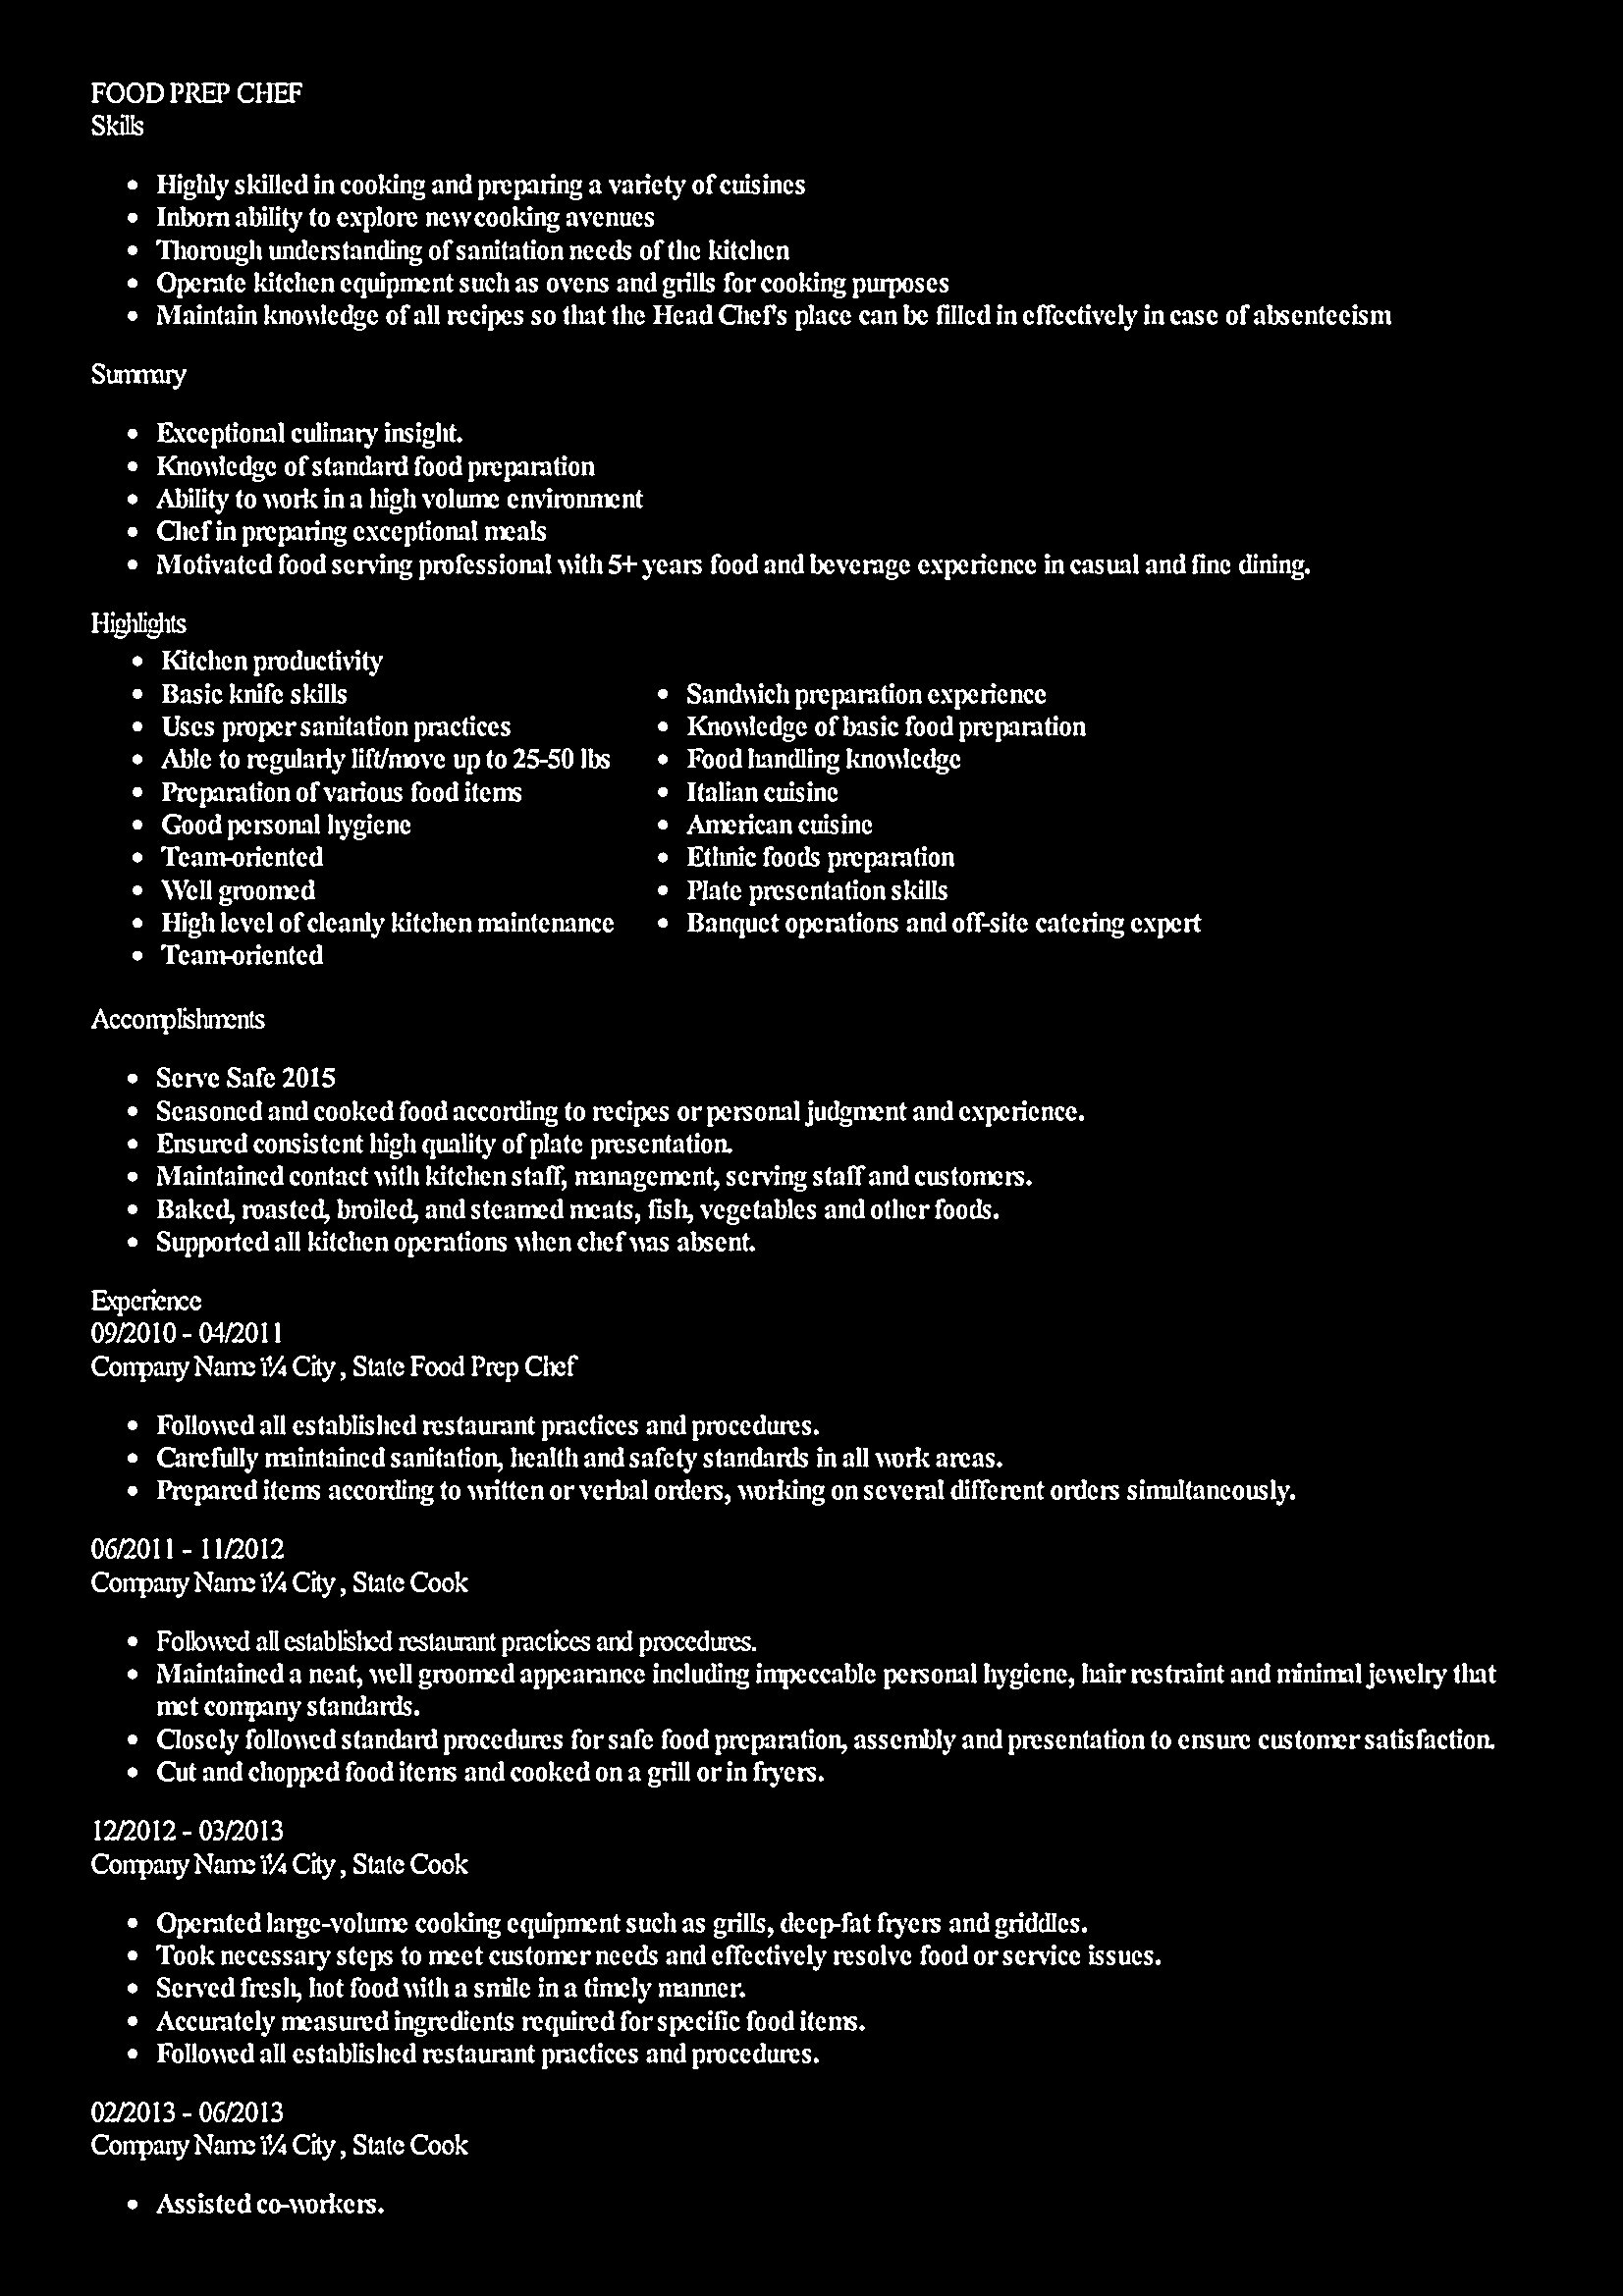 FOOD PREP CHEF
Skills
• Highly skilled in cooking and preparing a variety of cuisines
• Inborn ability to explore new cooking avenues
• Thorough understanding of sanitation needs of the kitchen
• Operate kitchen equipment such as ovens and grills for cooking purposes
• Maintain knowledge of all recipes so that the Head Chef's place can be filled in effectively in case of absenteeism
Summary
• Exceptional culinary insight.
• Knowledge of standard food preparation
• Ability to work in a high volume environment
• Chef in preparing exceptional meals
• Motivated food serving professional with 5+ years food and beverage experience in casual and fine dining.
Highlights
• Kitchen productivity
• Basic knife skills
• Uses proper sanitation practices
• Able to regularly lift/move up to 25-50 lbs
• Preparation of various food items
• Good personal hygiene
• Team-oriented
• Well groomed
• High level of cleanly kitchen maintenance
• Team-oriented
• Sandwich preparation experience
• Knowledge of basic food preparation
• Food handling knowledge
• Italian cuisine
• American cuisine
• Ethnic foods preparation
• Plate presentation skills
• Banquet operations and off-site catering expert
Accomplishments
• Serve Safe 2015
• Seasoned and cooked food according to recipes or personal judgment and experience.
• Ensured consistent high quality of plate presentation.
• Maintained contact with kitchen staff, management, serving staff and customers.
• Baked, roasted, broiled, and steamed meats, fish, vegetables and other foods.
• Supported all kitchen operations when chef was absent.
Experience
09/2010 - 04/2011
Company Name ï¼ City , State Food Prep Chef
• Followed all established restaurant practices and procedures.
• Carefully maintained sanitation, health and safety standards in all work areas.
• Prepared items according to written or verbal orders, working on several different orders simultaneously.
06/2011 - 11/2012
Company Name ï¼ City , State Cook
• Followed all established restaurant practices and procedures.
• Maintained a neat, well groomed appearance including impeccable personal hygiene, hair restraint and minimal jewelry that
met company standards.
• Closely followed standard procedures for safe food preparation, assembly and presentation to ensure customer satisfaction.
• Cut and chopped food items and cooked on a grill or in fryers.
12/2012 - 03/2013
Company Name ï¼ City , State Cook
• Operated large-volume cooking equipment such as grills, deep-fat fryers and griddles.
• Took necessary steps to meet customer needs and effectively resolve food or service issues.
• Served fresh, hot food with a smile in a timely manner.
• Accurately measured ingredients required for specific food items.
• Followed all established restaurant practices and procedures.
02/2013 - 06/2013
Company Name ï¼ City , State Cook
• Assisted co-workers.